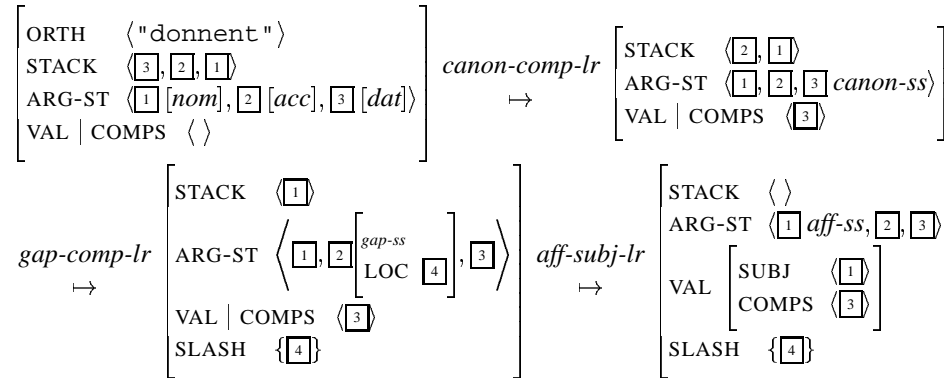 ORTH ⟨"donnent"⟩
STACK ⟨3, 2, 1⟩
ARG-ST ⟨1 [nom], 2 [acc], 3 [dat]⟩
VAL | COMPS ⟨ ⟩
canon-comp-lr
↦
STACK ⟨2, 1⟩
ARG-ST ⟨1, 2, 3 canon-ss⟩
VAL | COMPS ⟨3⟩
gap-comp-lr
↦
STACK ⟨1⟩
ARG-ST ⟨1, 2 [gap-ss LOC 4], 3⟩
VAL | COMPS ⟨3⟩
SLASH {4}
aff-subj-lr
↦
STACK ⟨ ⟩
ARG-ST ⟨1 aff-ss, 2, 3⟩
VAL [SUBJ ⟨1⟩
COMPS ⟨3⟩]
SLASH {4}